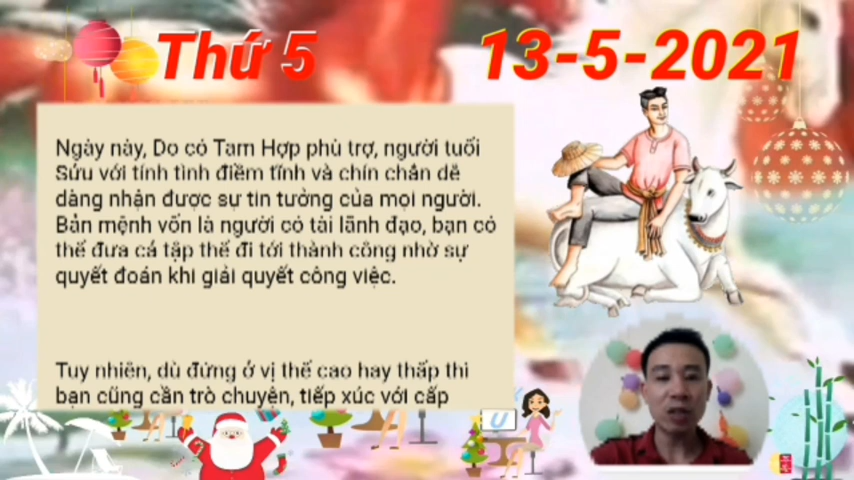 Thứ 5
13-5-2021
Ngày này, Do có Tam Hợp phù trợ, người tuổi
Sửu với tính tình điềm tĩnh và chín chắn dễ
dàng nhận được sự tin tưởng của mọi người.
Bản mệnh vốn là người có tài lãnh đạo, bạn có
thể đưa cả tập thể đi tới thành công nhờ sự
quyết đoán khi giải quyết công việc.
Tuy nhiên, dù đứng ở vị thế cao hay thấp thì
bạn cũng cần trò chuyện, tiếp xúc với cấp
U